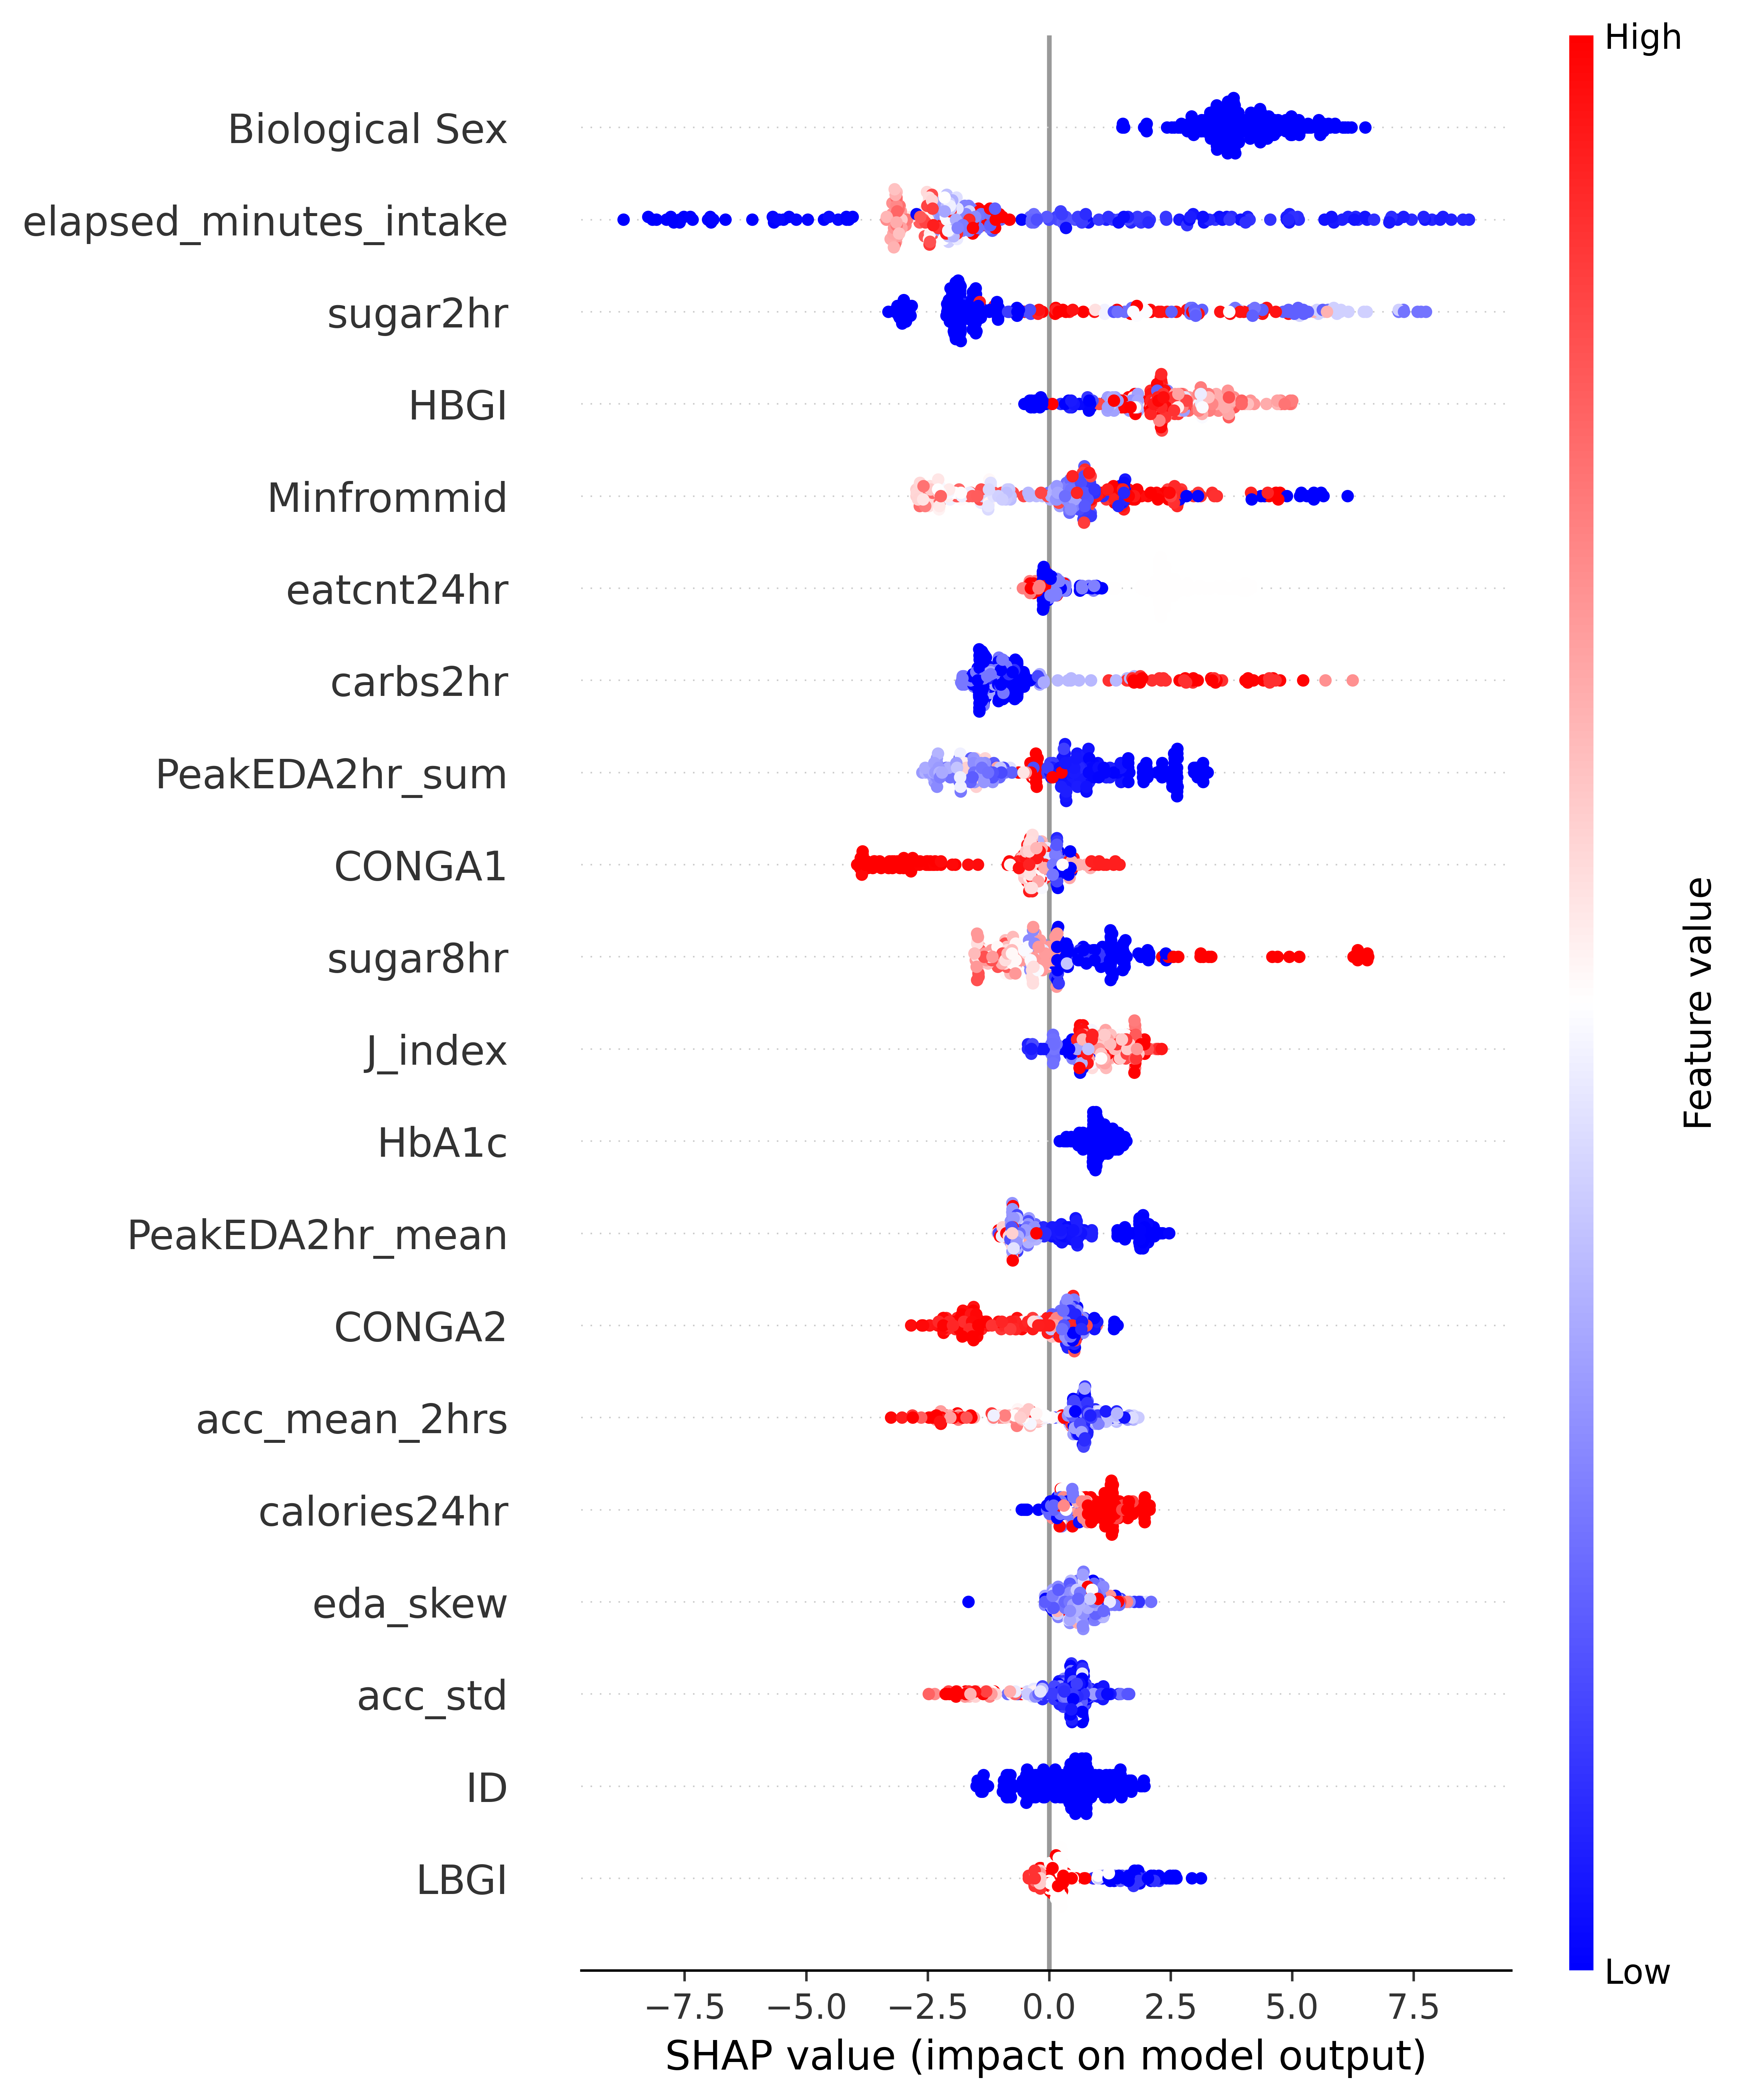 High
Biological Sex
elapsed_minutes_intake
sugar2hr
HBGI
Minfrommid
eatcnt24hr
carbs2hr
PeakEDA2hr_sum
CONGA1
sugar8hr
J_index
HbA1c
PeakEDA2hr_mean
CONGA2
acc_mean_2hrs
calories24hr
eda_skew
acc_std
ID
LBGI
Feature value
Low
−7.5 −5.0 −2.5 0.0 2.5 5.0 7.5
SHAP value (impact on model output)